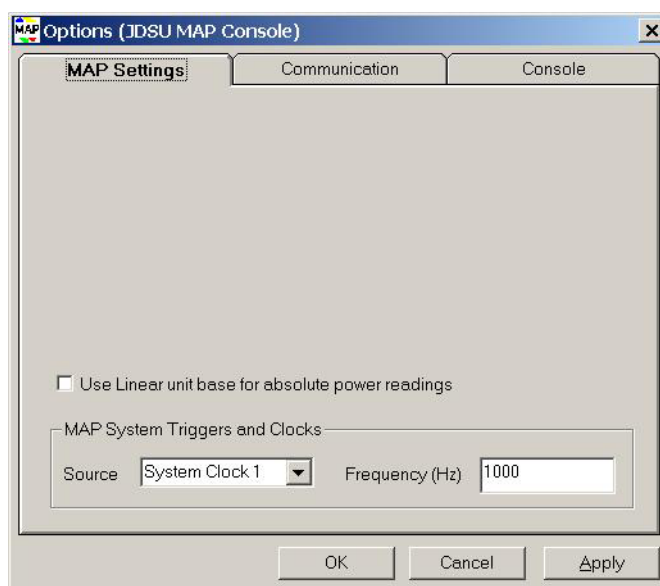 MAP Options (JDSU MAP Console)
MAP Settings Communication Console
Use Linear unit base for absolute power readings
MAP System Triggers and Clocks
Source System Clock 1 Frequency (Hz) 1000
OK Cancel Apply